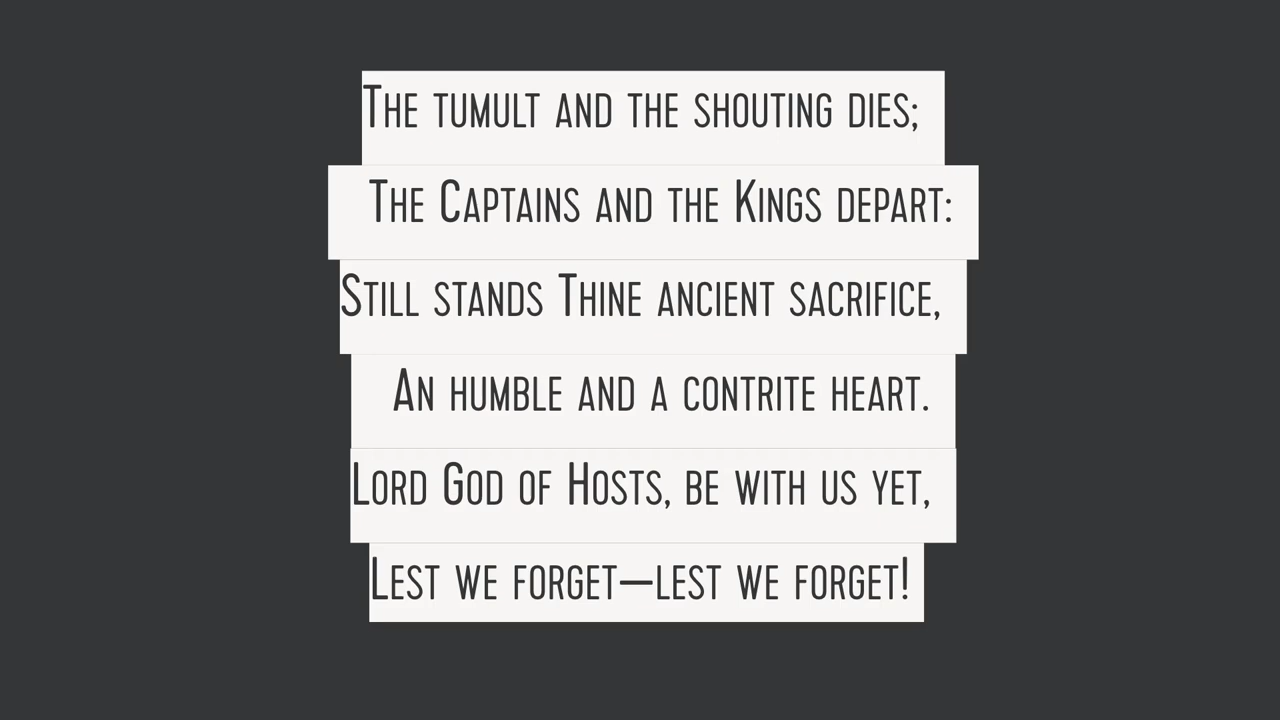 The tumult and the shouting dies;
The Captains and the Kings depart:
Still stands Thine ancient sacrifice,
An humble and a contrite heart.
Lord God of Hosts, be with us yet,
Lest we forget—lest we forget!